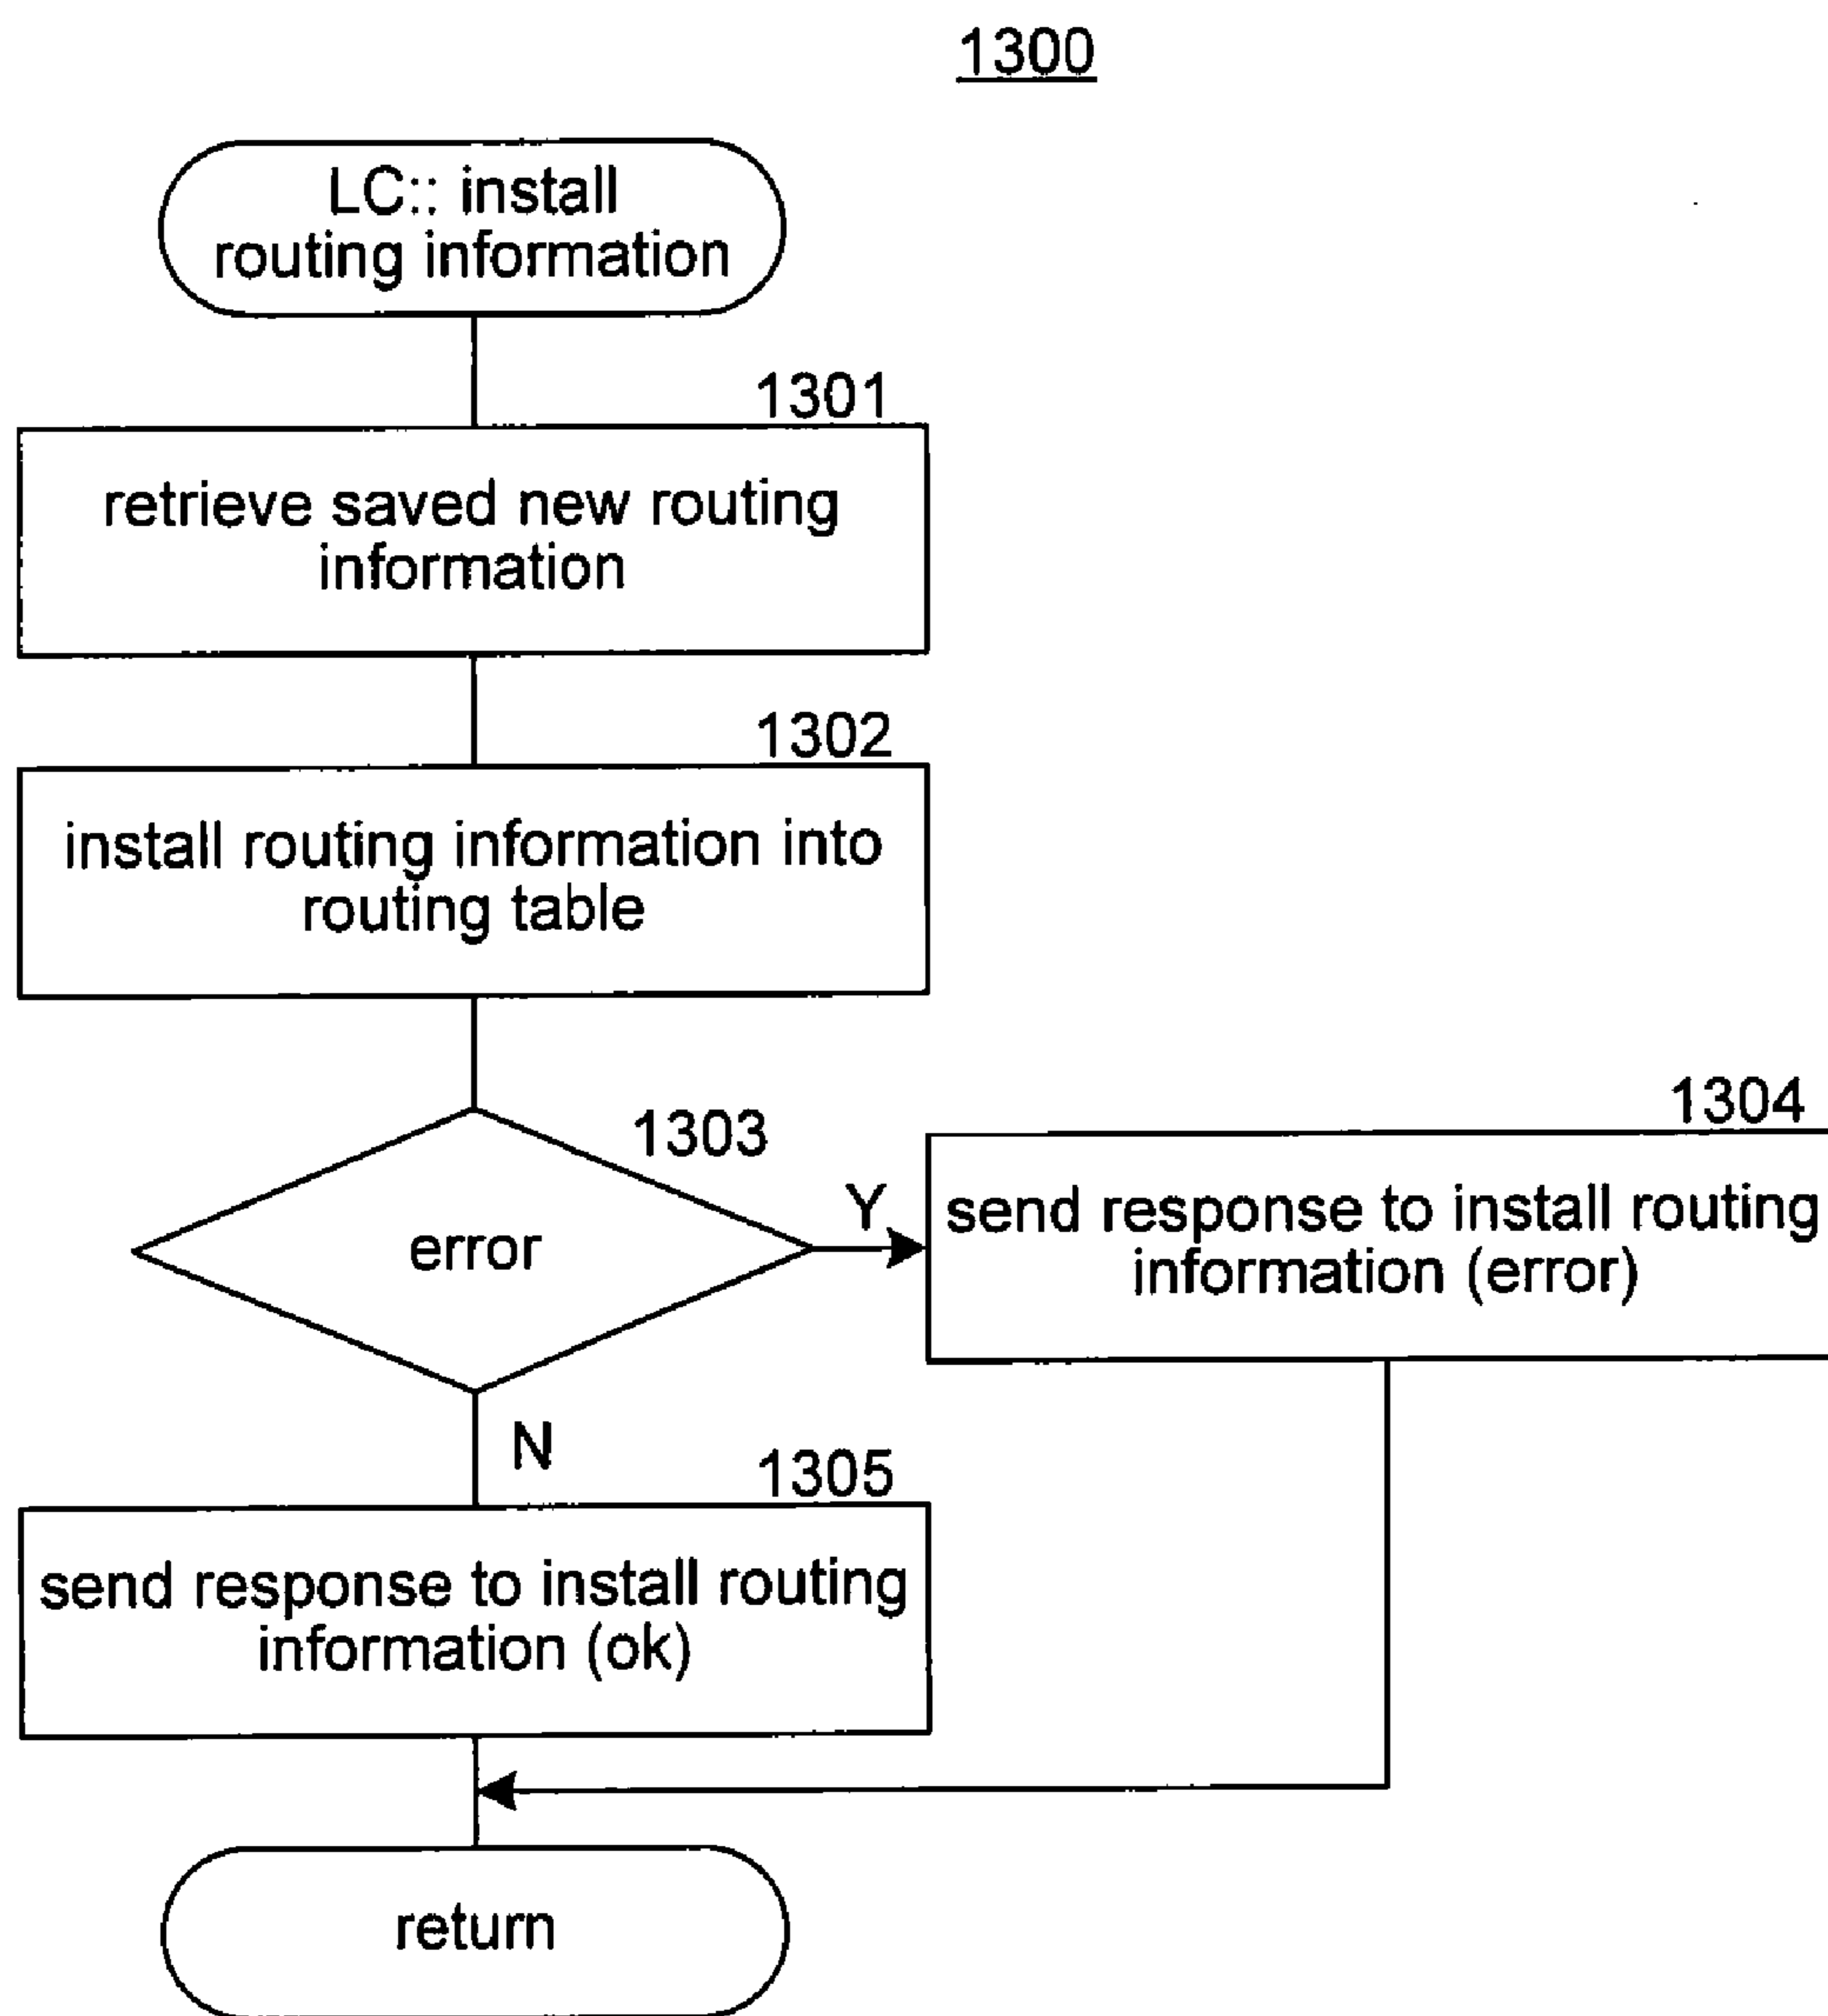 1300
LC:: install
routing information
1301
retrieve saved new routing
information
1302
install routing information into
routing table
1303
error
Y
1304
send response to install routing
information (error)
N
1305
send response to install routing
information (ok)
return